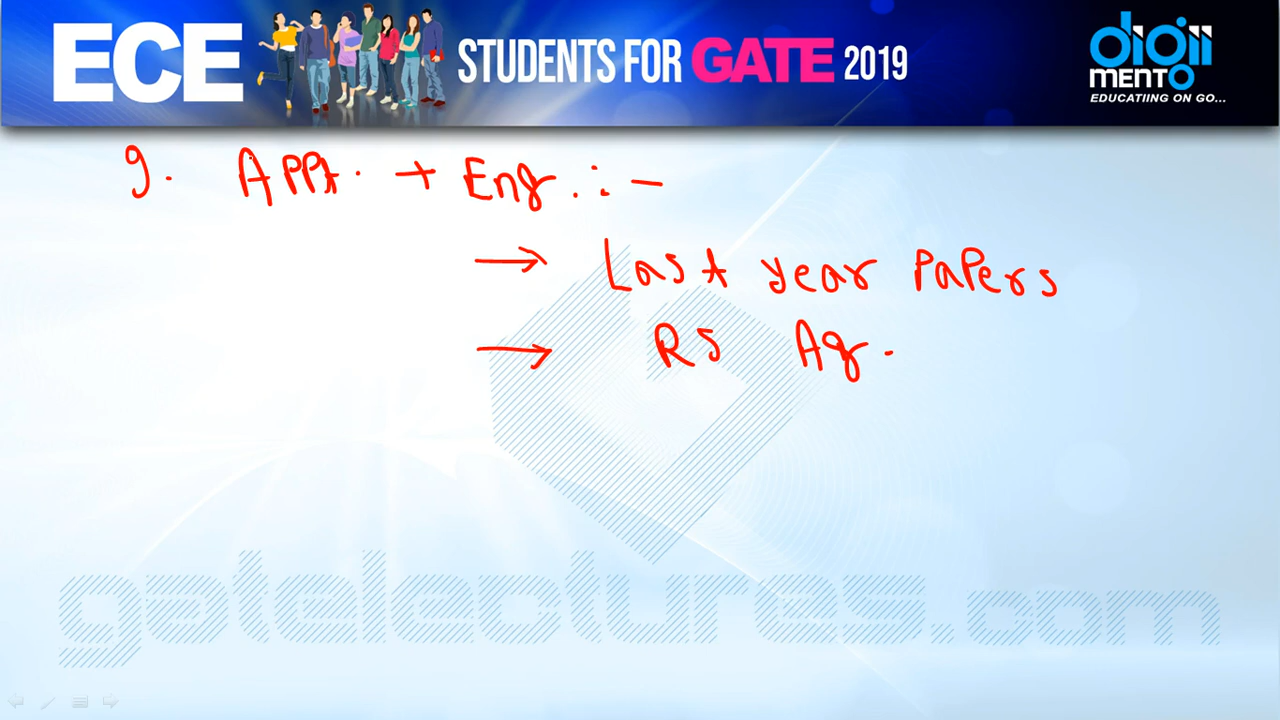 ECE STUDENTS FOR GATE 2019
digii
MENTO
EDUCATIING ON GO...
9. APPt. + Eng. :-
→ Last year PaPers
→ RS Ag.
gatelectures.com